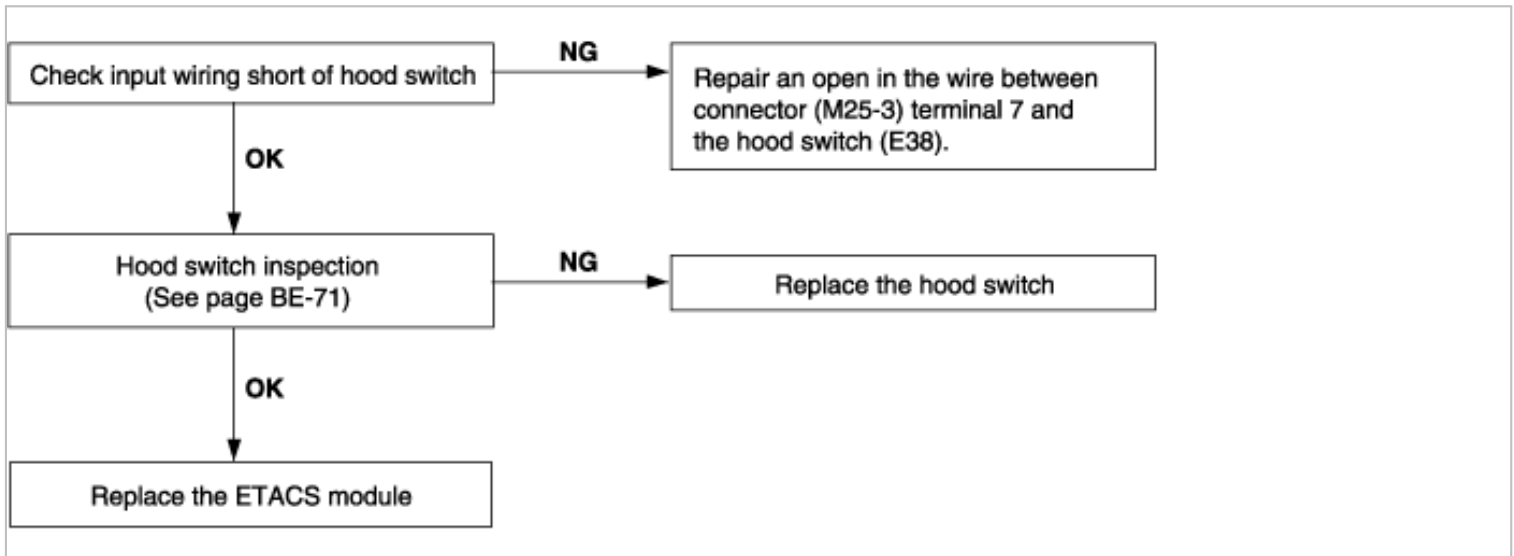 Check input wiring short of hood switch
NG
Repair an open in the wire between
connector (M25-3) terminal 7 and
the hood switch (E38).
OK
Hood switch inspection
(See page BE-71)
NG
Replace the hood switch
OK
Replace the ETACS module